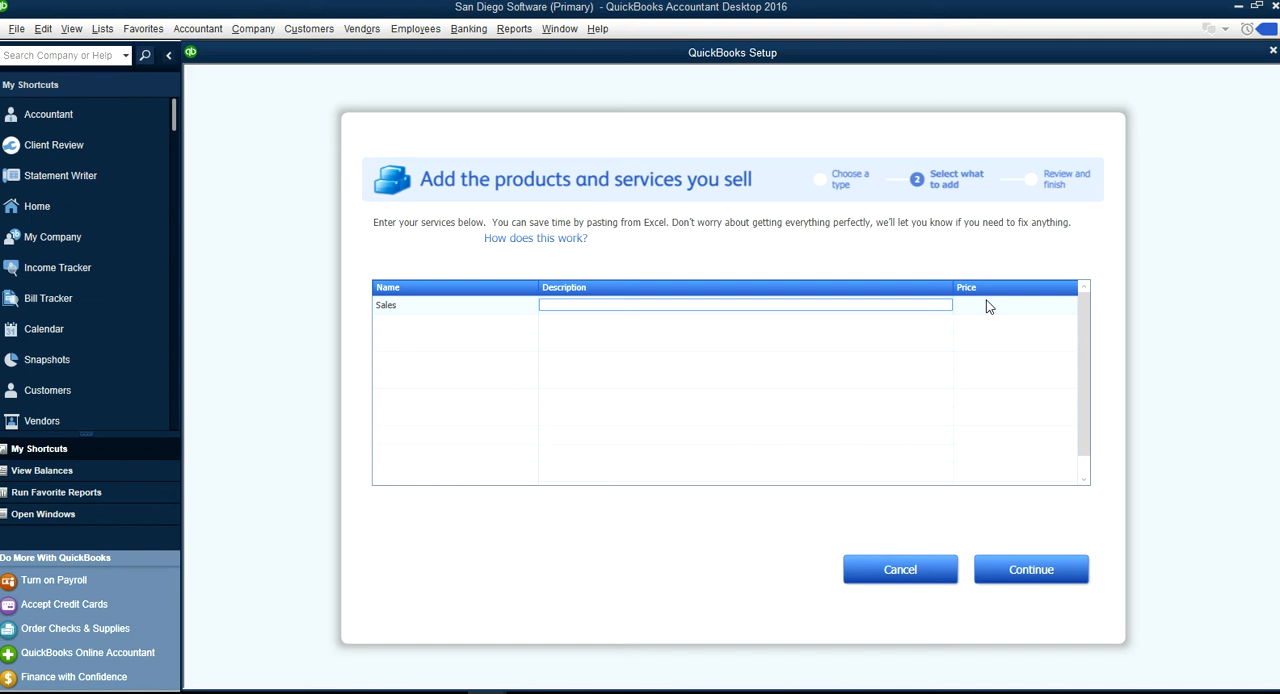 San Diego Software (Primary) - QuickBooks Accountant Desktop 2016
File Edit View Lists Favorites Accountant Company Customers Vendors Employees Banking Reports Window Help
Search Company or Help
QuickBooks Setup
My Shortcuts
Accountant
Client Review
Statement Writer
Home
My Company
Income Tracker
Bill Tracker
Calendar
Snapshots
Customers
Vendors
My Shortcuts
View Balances
Run Favorite Reports
Open Windows
Do More With QuickBooks
Turn on Payroll
Accept Credit Cards
Order Checks & Supplies
QuickBooks Online Accountant
Finance with Confidence
Add the products and services you sell
Choose a
type
2 Select what
to add
Review and
finish
Enter your services below. You can save time by pasting from Excel. Don't worry about getting everything perfectly, we'll let you know if you need to fix anything.
How does this work?
Name Description Price
Sales
Cancel Continue